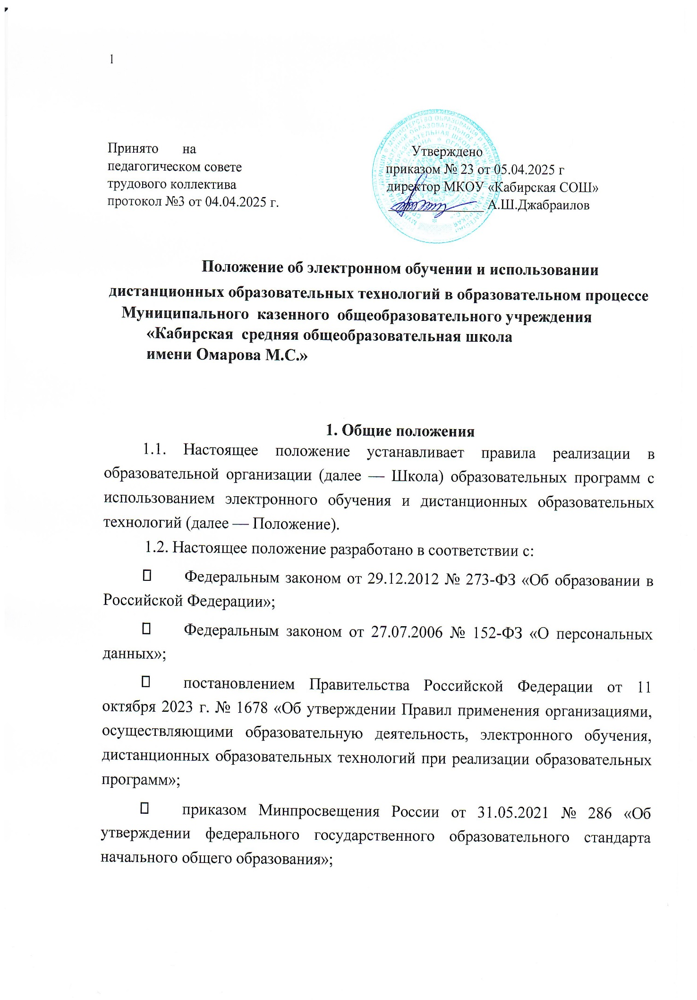 1
Принято на
педагогическом совете
трудового коллектива
протокол №3 от 04.04.2025 г.
Утверждено
приказом № 23 от 05.04.2025 г
директор МКОУ «Кабирская СОШ»
А.Ш.Джабраилов
Положение об электронном обучении и использовании
дистанционных образовательных технологий в образовательном процессе
Муниципального казенного общеобразовательного учреждения
«Кабирская средняя общеобразовательная школа
имени Омарова М.С.»
1. Общие положения
1.1. Настоящее положение устанавливает правила реализации в
образовательной организации (далее — Школа) образовательных программ с
использованием электронного обучения и дистанционных образовательных
технологий (далее — Положение).
1.2. Настоящее положение разработано в соответствии с:
Федеральным законом от 29.12.2012 № 273-ФЗ «Об образовании в
Российской Федерации»;
Федеральным законом от 27.07.2006 № 152-ФЗ «О персональных
данных»;
постановлением Правительства Российской Федерации от 11
октября 2023 г. № 1678 «Об утверждении Правил применения организациями,
осуществляющими образовательную деятельность, электронного обучения,
дистанционных образовательных технологий при реализации образовательных
программ»;
приказом Минпросвещения России от 31.05.2021 № 286 «Об
утверждении федерального государственного образовательного стандарта
начального общего образования»;